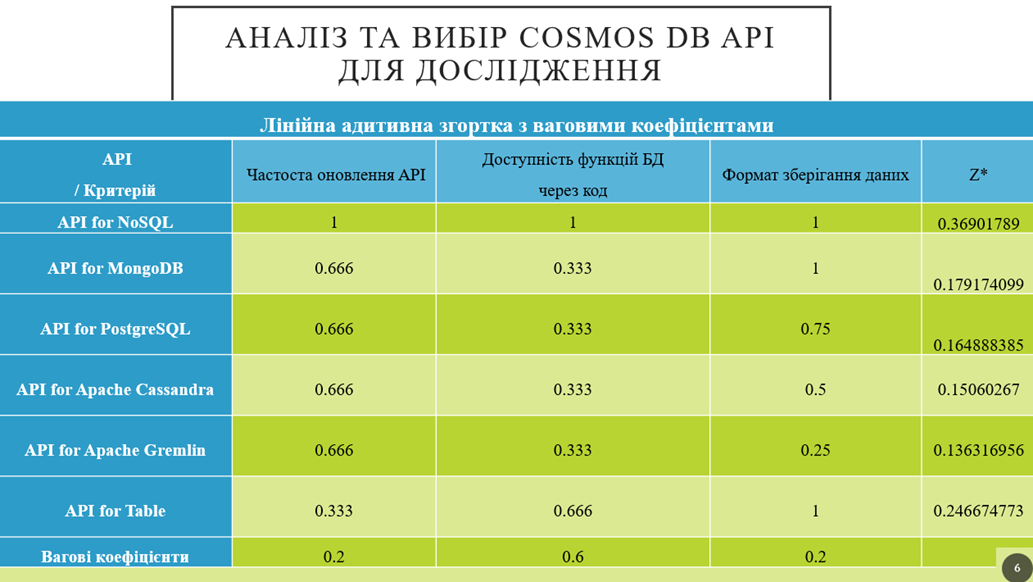 АНАЛІЗ ТА ВИБІР COSMOS DB API
ДЛЯ ДОСЛІДЖЕННЯ
Лінійна адитивна згортка з ваговими коефіцієнтами
API
/ Критерій
Частоста оновлення API
Доступність функцій БД
через код
Формат зберігання даних
Z*
API for NoSQL 1 1 1 0.36901789
API for MongoDB 0.666 0.333 1 0.179174099
API for PostgreSQL 0.666 0.333 0.75 0.164888385
API for Apache Cassandra 0.666 0.333 0.5 0.15060267
API for Apache Gremlin 0.666 0.333 0.25 0.136316956
API for Table 0.333 0.666 1 0.246674773
Вагові коефіцієнти 0.2 0.6 0.2
6